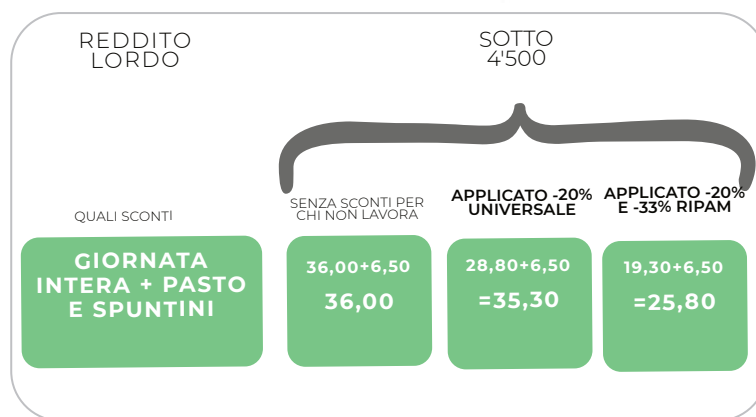 REDDITO
LORDO
SOTTO
4'500
QUALI SCONTI
SENZA SCONTI PER
CHI NON LAVORA
APPLICATO -20%
UNIVERSALE
APPLICATO -20%
E -33% RIPAM
GIORNATA
INTERA + PASTO
E SPUNTINI
36,00+6,50
36,00
28,80+6,50
=35,30
19,30+6,50
=25,80